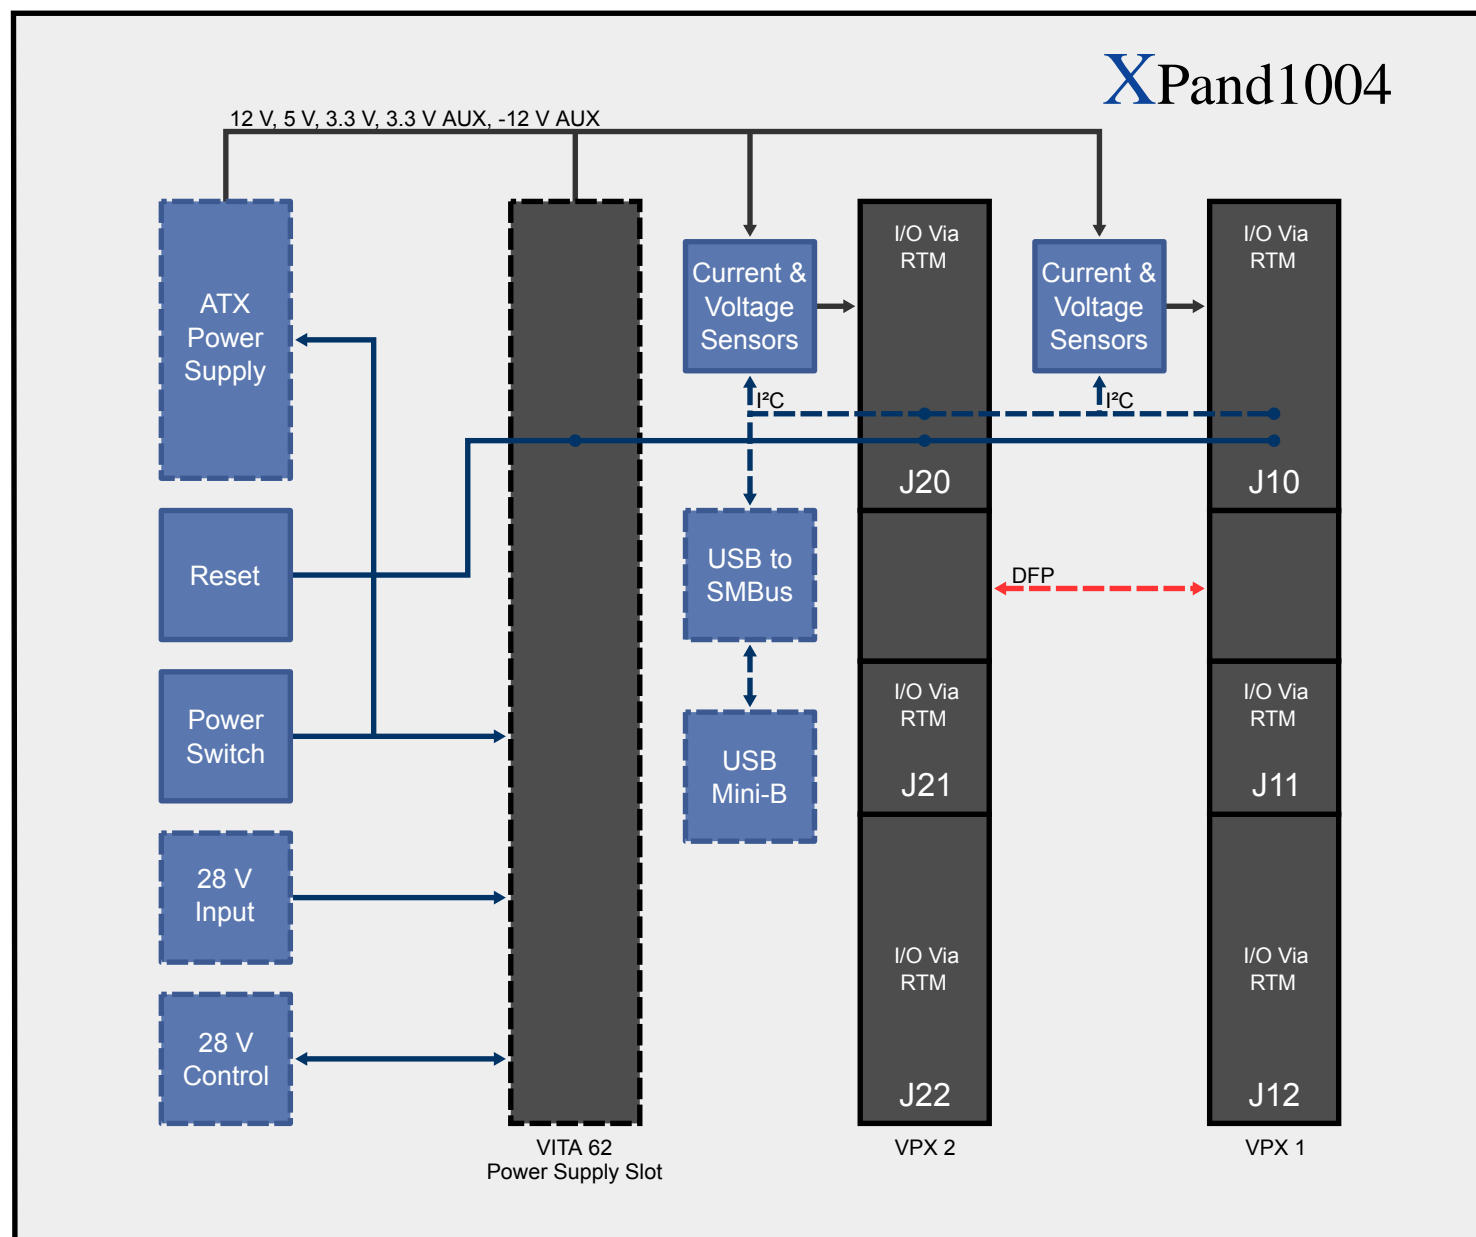 XPand1004
12 V, 5 V, 3.3 V, 3.3 V AUX, -12 V AUX
ATX
Power
Supply
Reset
Power
Switch
28 V
Input
28 V
Control
VITA 62
Power Supply Slot
Current &
Voltage
Sensors
I²C
USB to
SMBus
USB
Mini-B
I/O Via
RTM
J20
I/O Via
RTM
J21
I/O Via
RTM
J22
VPX 2
Current &
Voltage
Sensors
I²C
DFP
I/O Via
RTM
J10
I/O Via
RTM
J11
I/O Via
RTM
J12
VPX 1